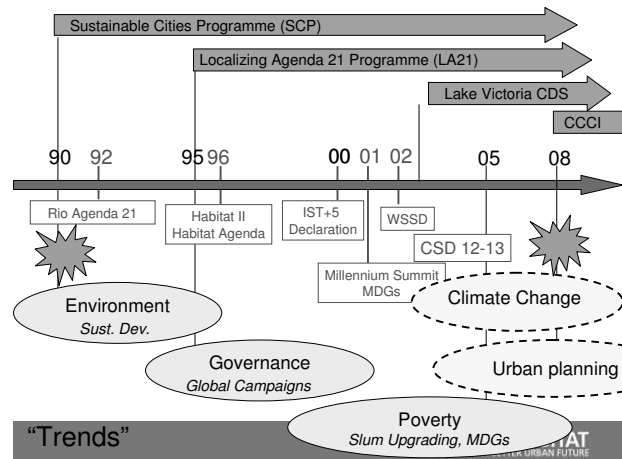 Sustainable Cities Programme (SCP)
Localizing Agenda 21 Programme (LA21)
Lake Victoria CDS
CCCI
90 92 95 96 00 01 02 05 08
Rio Agenda 21
Habitat II
Habitat Agenda
IST+5
Declaration
WSSD
CSD 12-13
Millennium Summit
MDGs
Climate Change
Environment
Sust. Dev.
Governance
Global Campaigns
Urban planning
Poverty
Slum Upgrading, MDGs
"Trends"
URBAN FUTURE